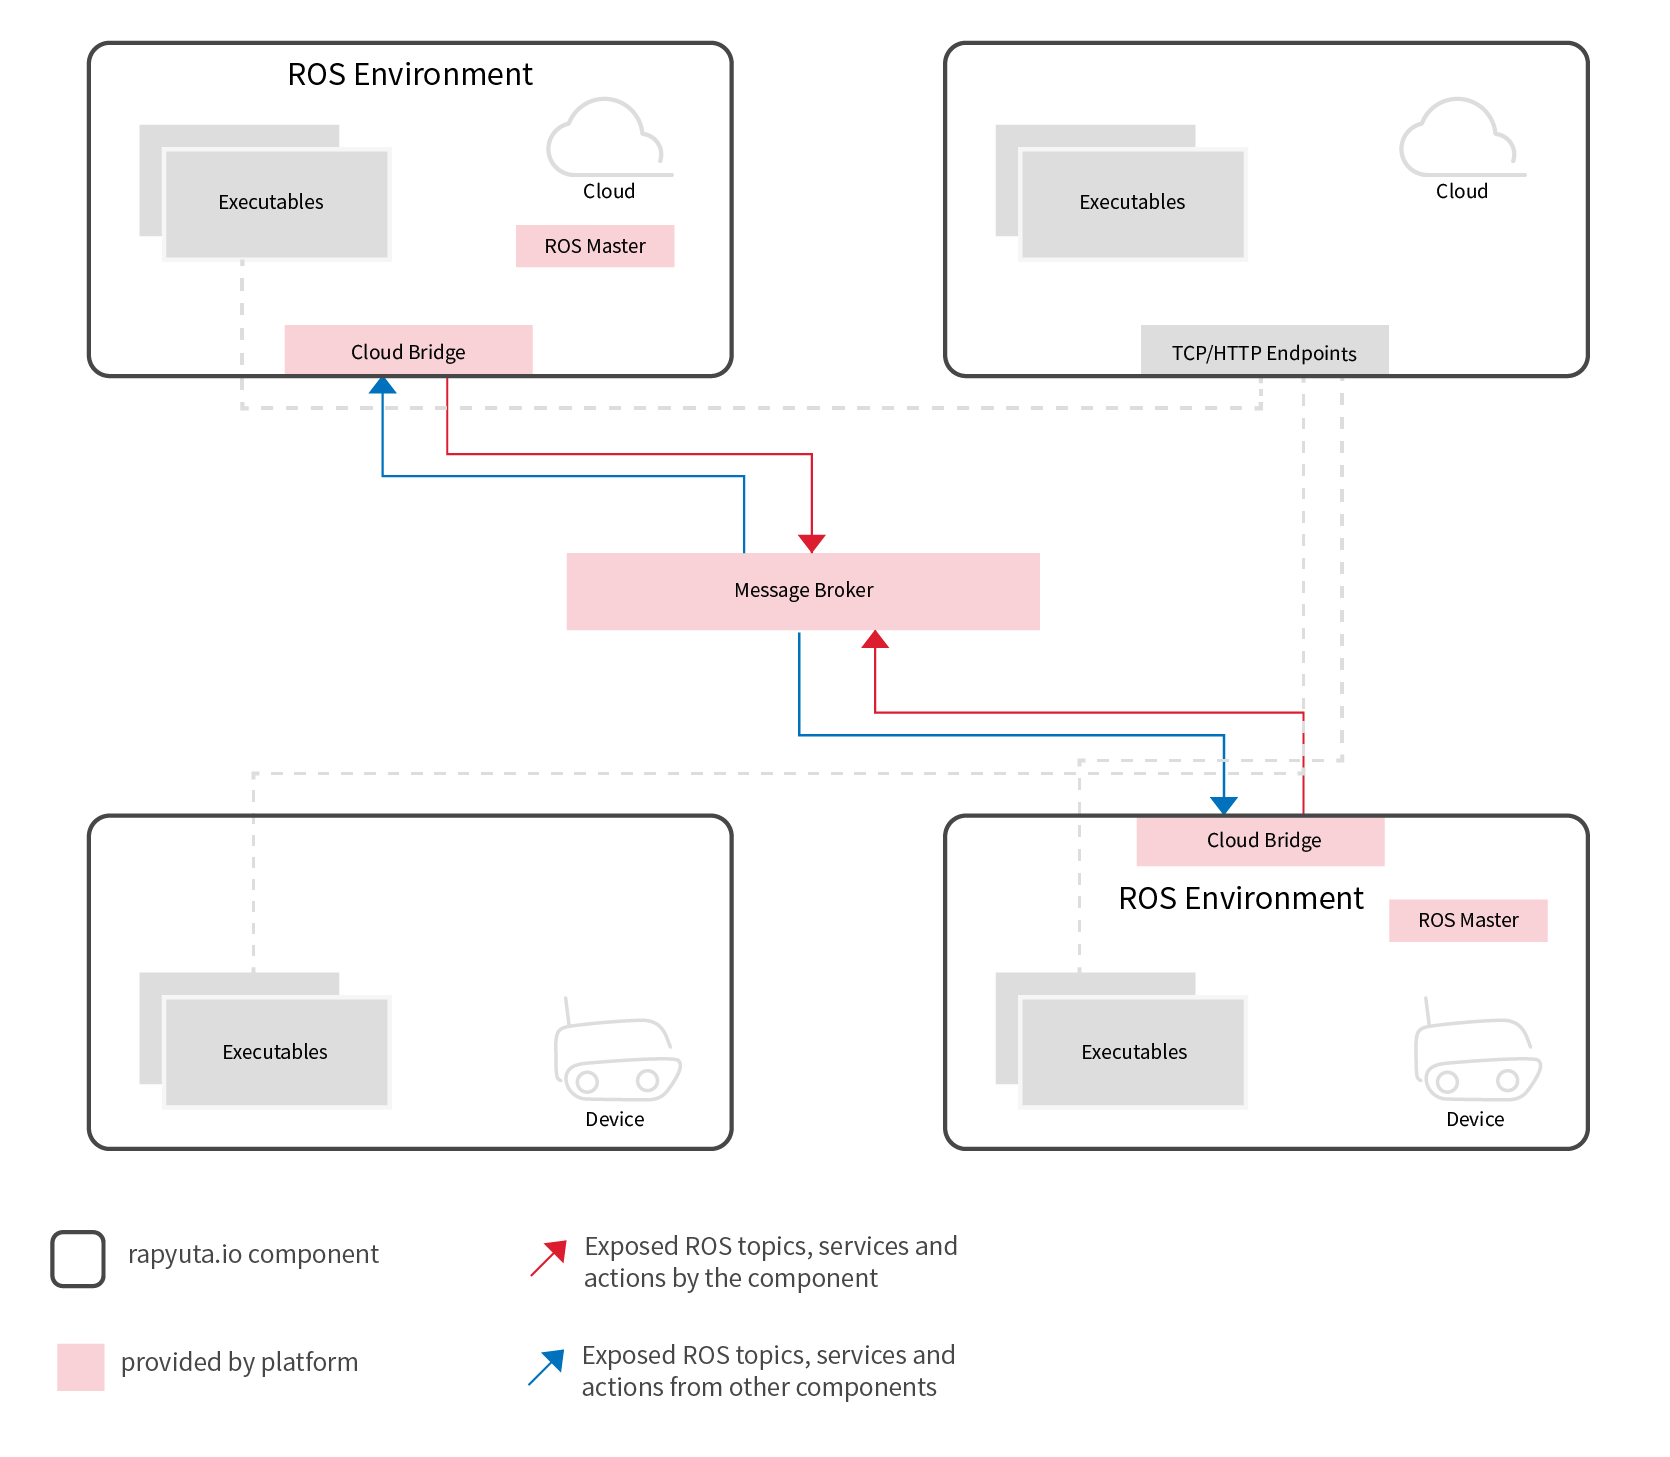 ROS Environment
Executables
Cloud
ROS Master
Cloud Bridge
Executables
Cloud
TCP/HTTP Endpoints
Message Broker
Executables
Device
Cloud Bridge
ROS Environment
ROS Master
Executables
Device
rapyuta.io component
Exposed ROS topics, services and
actions by the component
provided by platform
Exposed ROS topics, services and
actions from other components